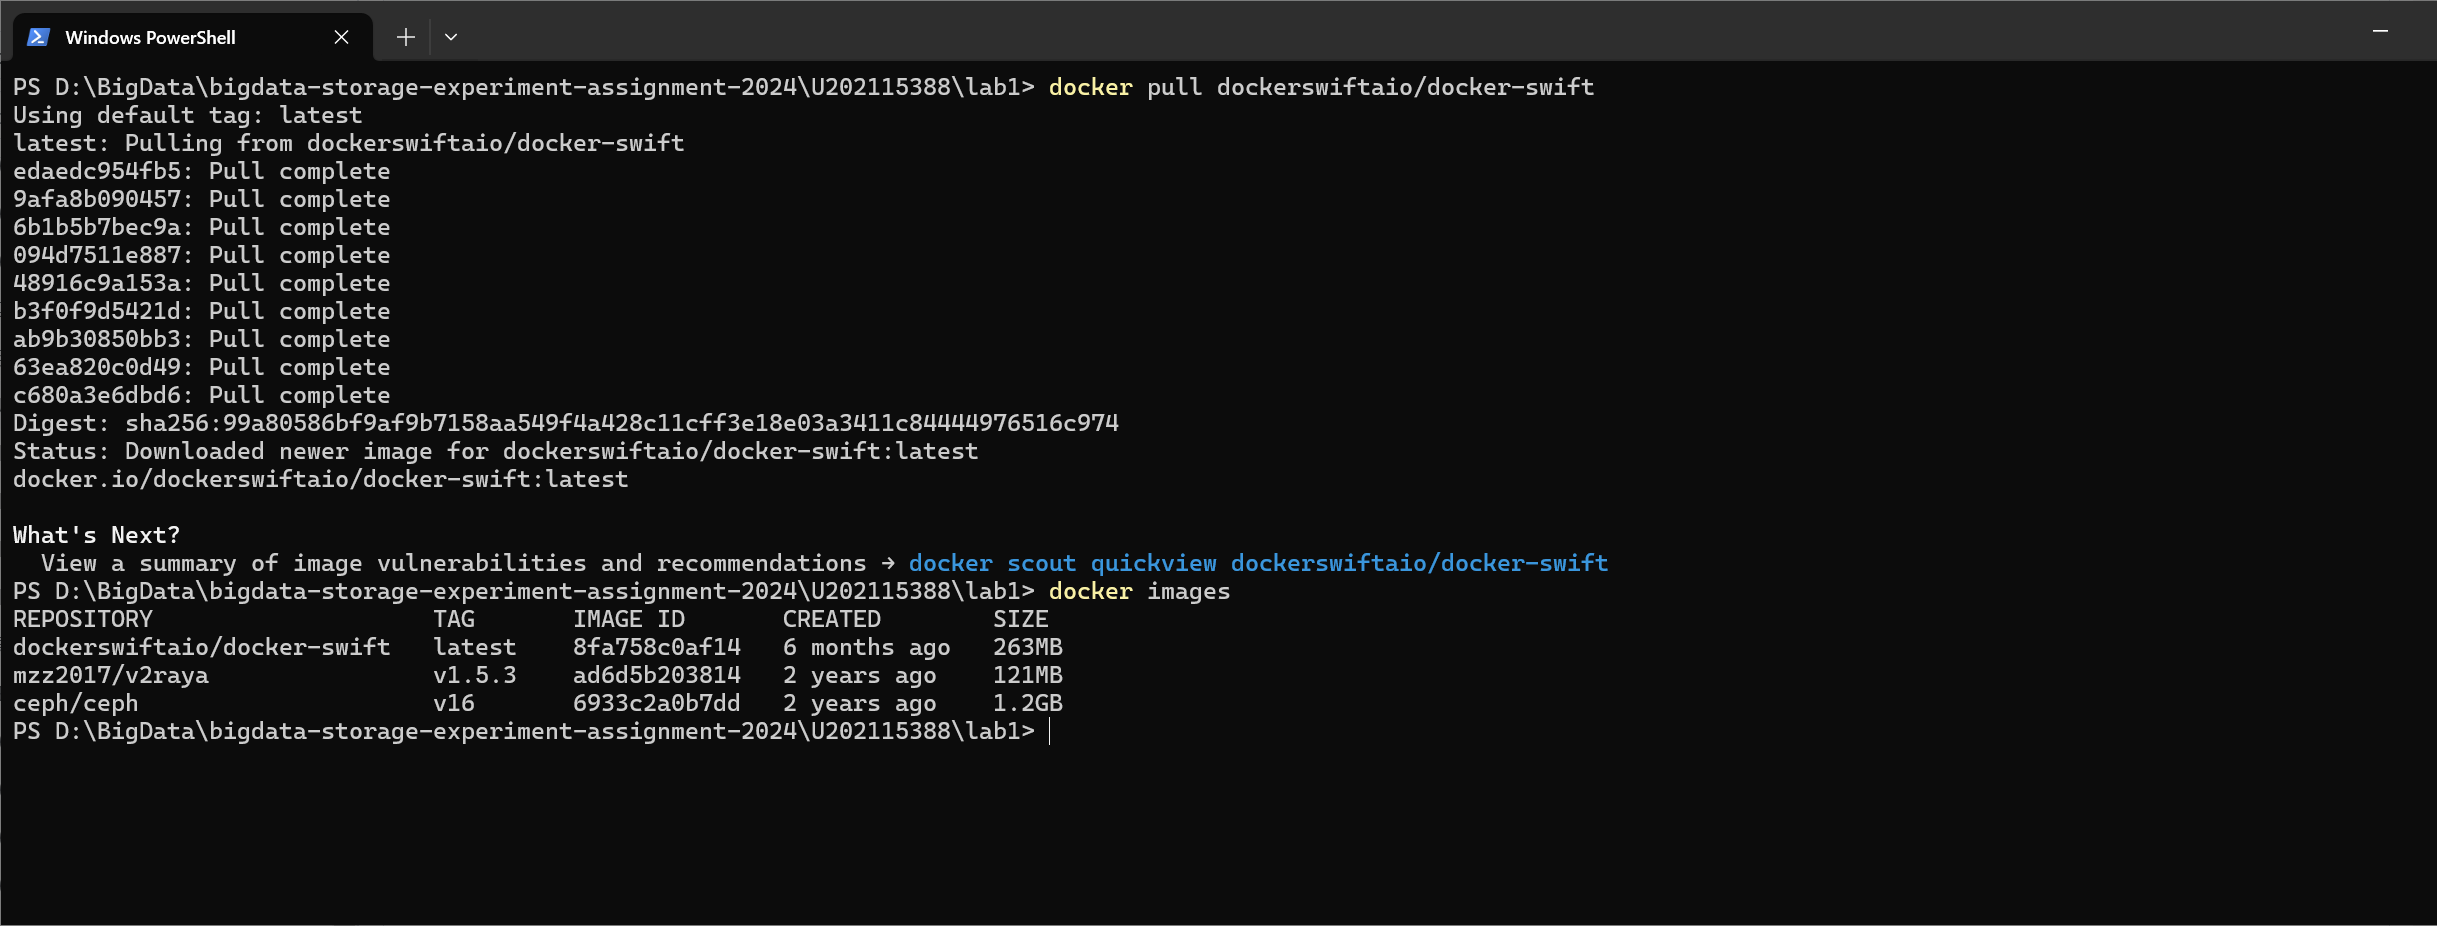 Windows PowerShell
PS D:\BigData\bigdata-storage-experiment-assignment-2024\U202115388\lab1> docker pull dockerswiftaio/docker-swift
Using default tag: latest
latest: Pulling from dockerswiftaio/docker-swift
edaedc954fb5: Pull complete
9afa8b090457: Pull complete
6b1b5b7bec9a: Pull complete
094d7511e887: Pull complete
48916c9a153a: Pull complete
b3f0f9d5421d: Pull complete
ab9b30850bb3: Pull complete
63ea820c0d49: Pull complete
c680a3e6dbd6: Pull complete
Digest: sha256:99a80586bf9af9b7158aa549f4a428c11cff3e18e03a3411c84444976516c974
Status: Downloaded newer image for dockerswiftaio/docker-swift:latest
docker.io/dockerswiftaio/docker-swift:latest
What's Next?
View a summary of image vulnerabilities and recommendations → docker scout quickview dockerswiftaio/docker-swift
PS D:\BigData\bigdata-storage-experiment-assignment-2024\U202115388\lab1> docker images
REPOSITORY TAG IMAGE ID CREATED SIZE
dockerswiftaio/docker-swift latest 8fa758c0af14 6 months ago 263MB
mzz2017/v2raya v1.5.3 ad6d5b203814 2 years ago 121MB
ceph/ceph v16 6933c2a0b7dd 2 years ago 1.2GB
PS D:\BigData\bigdata-storage-experiment-assignment-2024\U202115388\lab1>